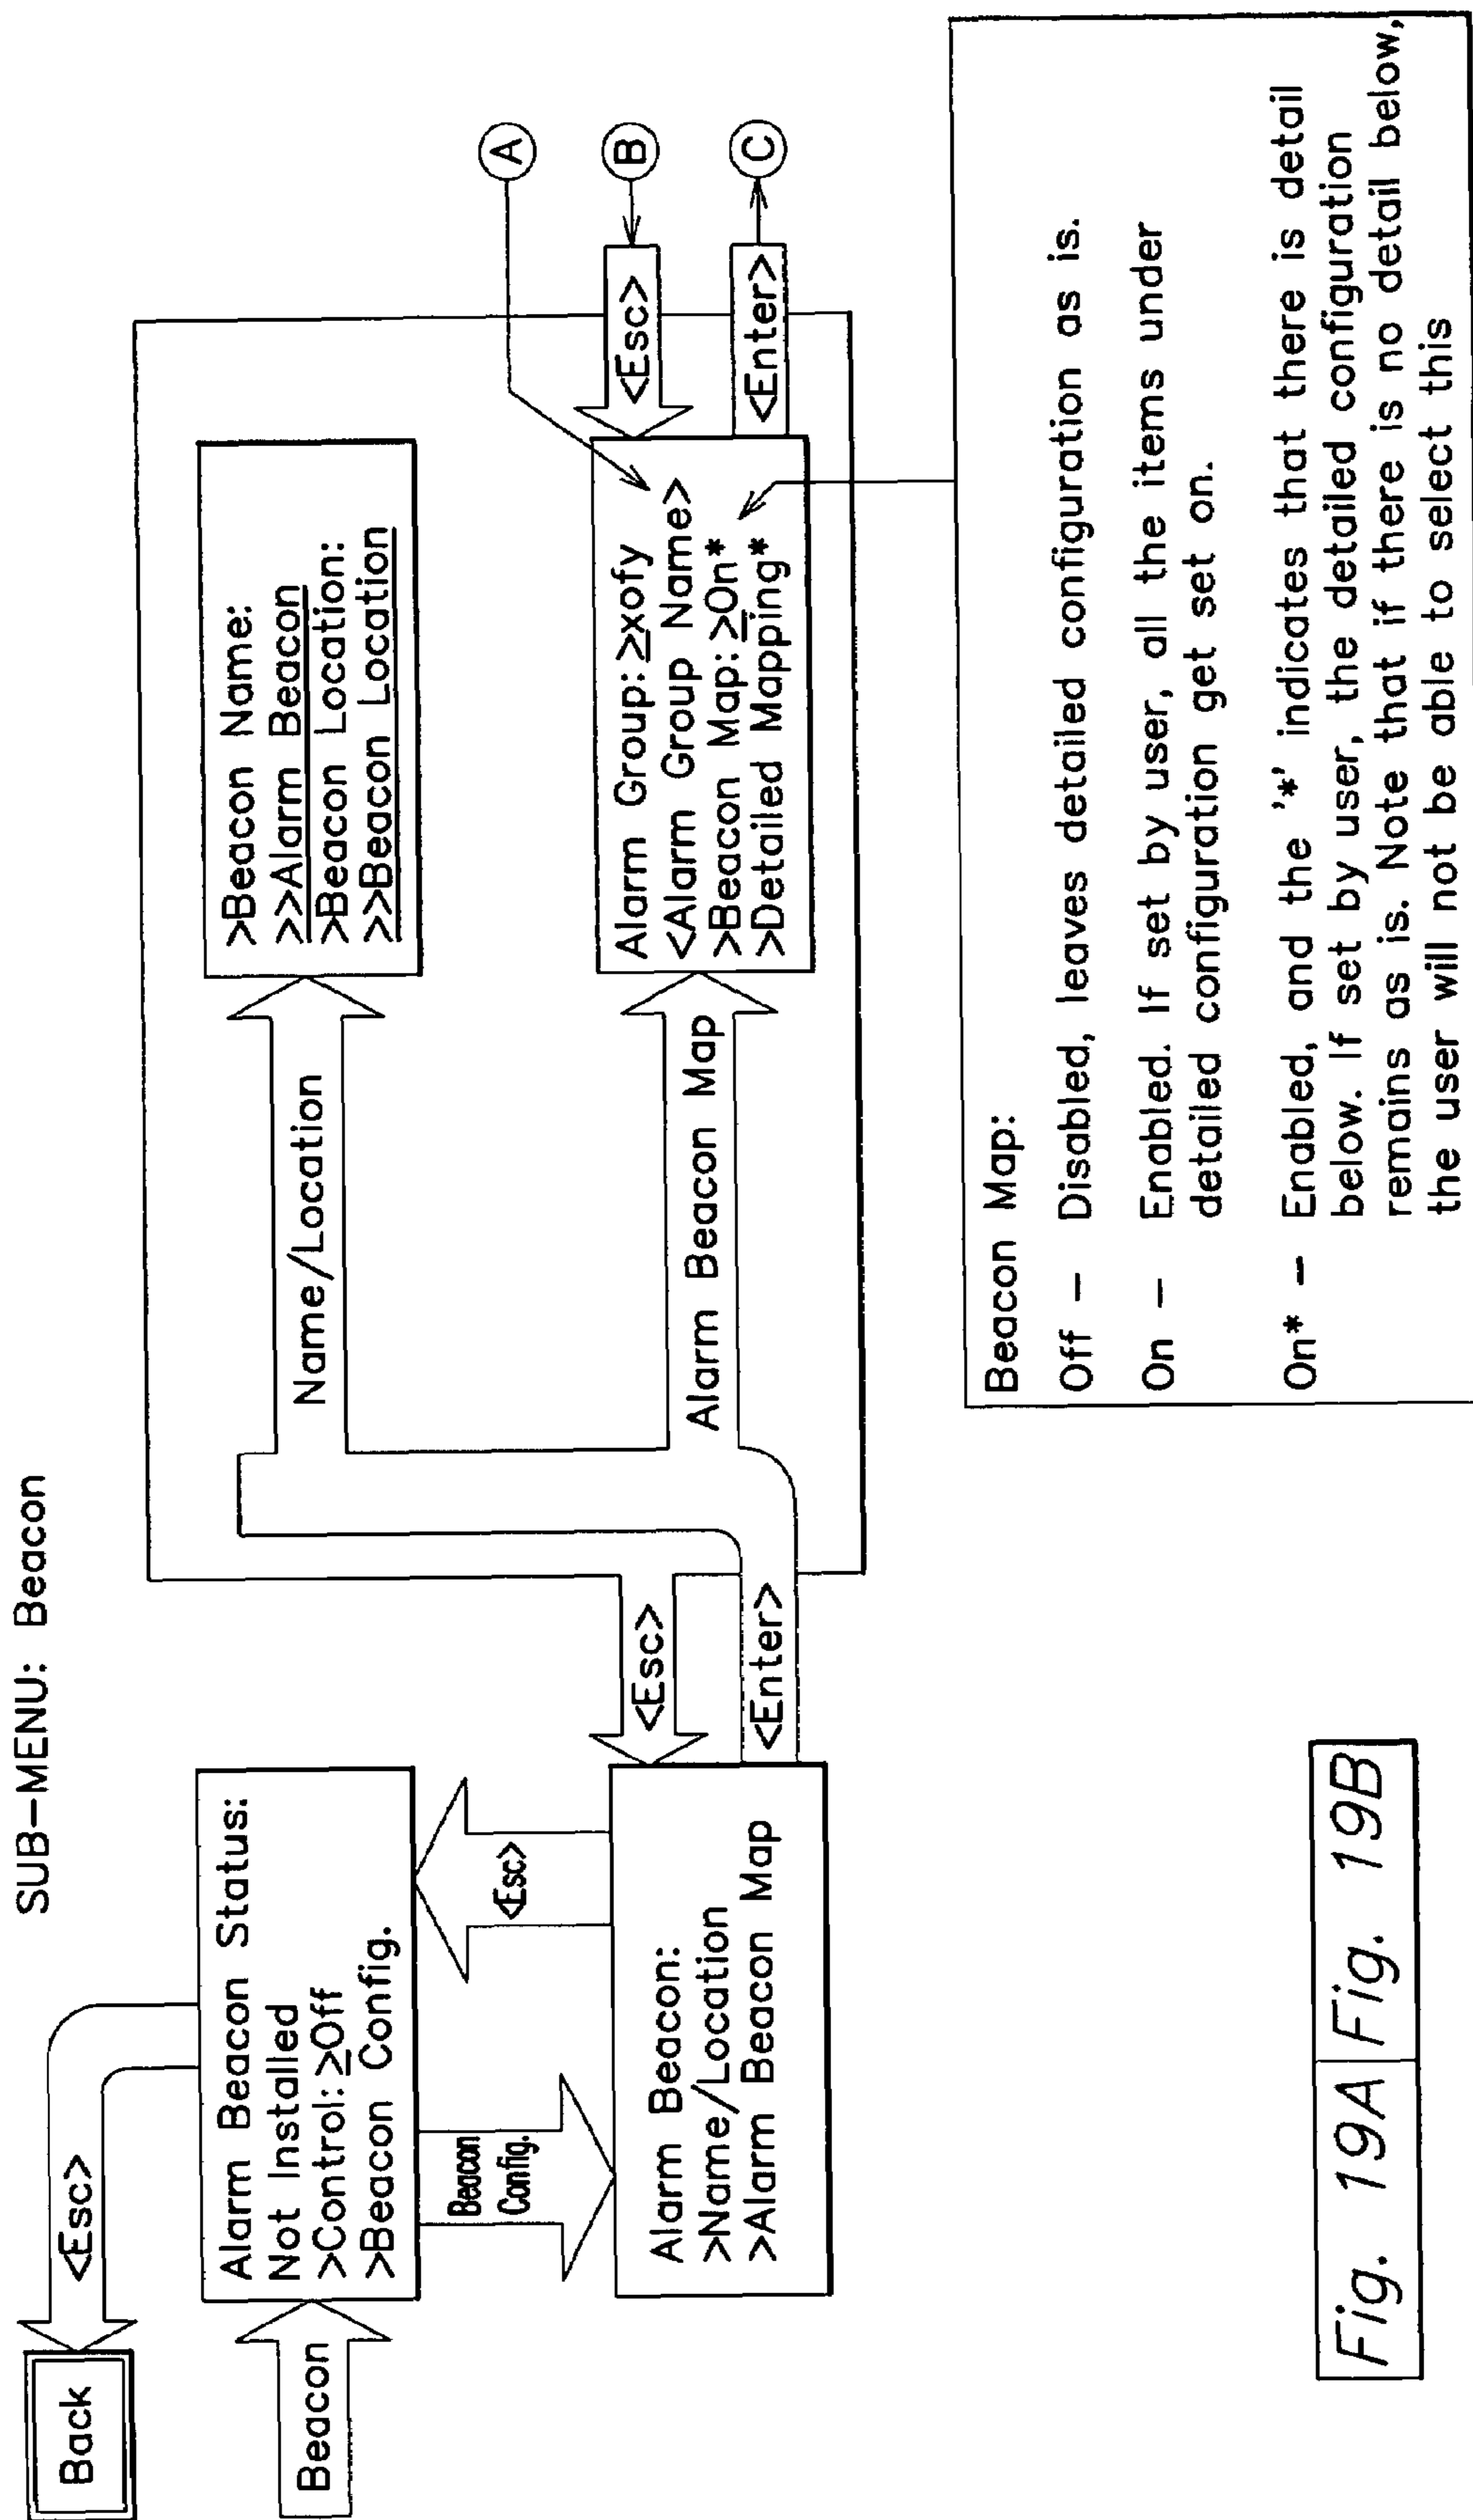 SUB-MENU: Beacon
Back
<Esc>
Beacon
Alarm Beacon Status:
Not Installed
>Control: >Off
>Beacon Config.
Beacon
Config.
<Esc>
Alarm Beacon:
>Name/Location
>Alarm Beacon Map
<Esc>
<Enter>
Name/Location
>Beacon Name:
>>Alarm Beacon
>Beacon Location:
>>Beacon Location
Alarm Beacon Map
Alarm Group: >xofy
<Alarm Group Name>
>Beacon Map: >On*
>Detailed Mapping*
<Esc>
<Enter>
A
B
C
Beacon Map:
Off – Disabled, leaves detailed configuration as is.
On – Enabled. If set by user, all the items under
detailed configuration get set on.
On* – Enabled, and the '*' indicates that there is detail
below. If set by user, the detailed configuration
remains as is. Note that if there is no detail below,
the user will not be able to select this
Fig. 19A Fig. 19B